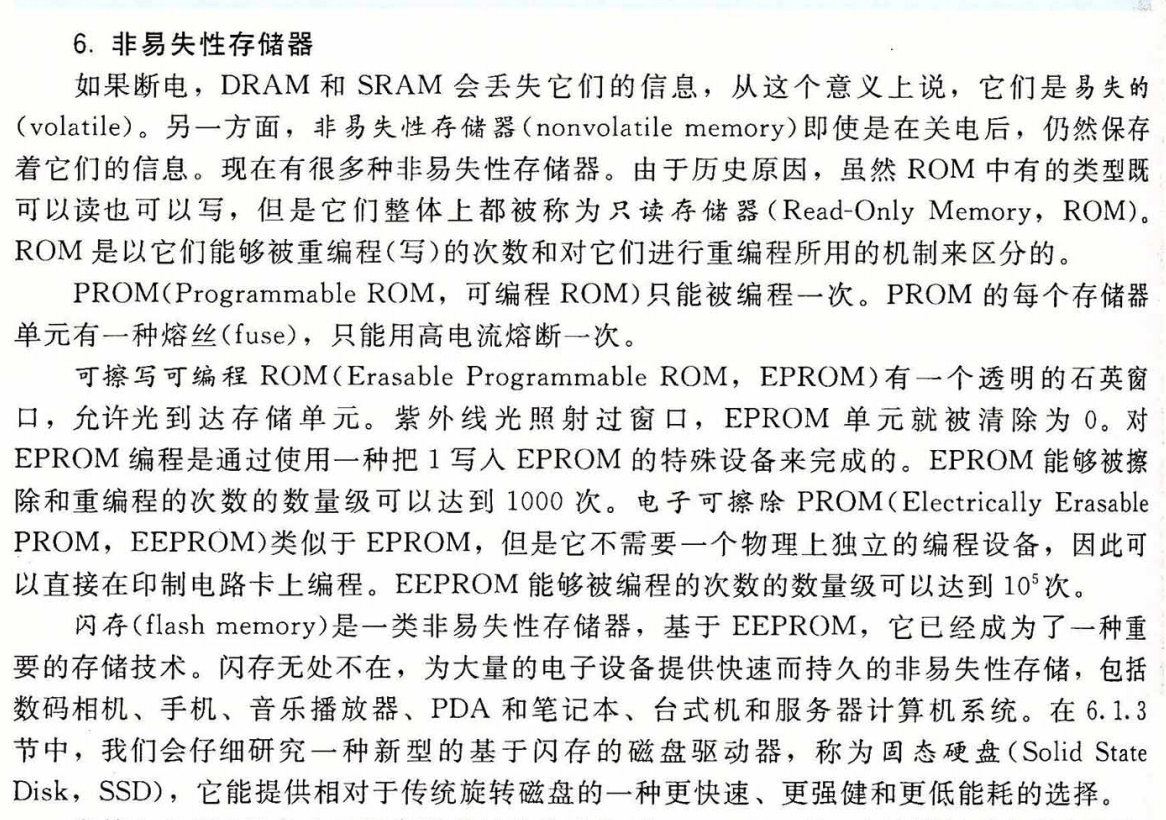 6. 非易失性存储器
如果断电，DRAM 和 SRAM 会丢失它们的信息，从这个意义上说，它们是易失的
(volatile)。另一方面，非易失性存储器(nonvolatile memory)即使是在关电后，仍然保存
着它们的信息。现在有很多种非易失性存储器。由于历史原因，虽然 ROM 中有的类型既
可以读也可以写，但是它们整体上都被称为只读存储器(Read-Only Memory，ROM)。
ROM 是以它们能够被重编程(写)的次数和对它们进行重编程所用的机制来区分的。
PROM(Programmable ROM，可编程 ROM)只能被编程一次。PROM 的每个存储器
单元有一种熔丝(fuse)，只能用高电流熔断一次。
可擦写可编程 ROM(Erasable Programmable ROM，EPROM)有一个透明的石英窗
口，允许光到达存储单元。紫外线光照射过窗口，EPROM 单元就被清除为 0。对
EPROM 编程是通过使用一种把 1 写入 EPROM 的特殊设备来完成的。EPROM 能够被擦
除和重编程的次数的数量级可以达到 1000 次。电子可擦除 PROM(Electrically Erasable
PROM，EEPROM)类似于 EPROM，但是它不需要一个物理上独立的编程设备，因此可
以直接在印制电路卡上编程。EEPROM 能够被编程的次数的数量级可以达到 10⁵ 次。
闪存(flash memory)是一类非易失性存储器，基于 EEPROM，它已经成为了一种重
要的存储技术。闪存无处不在，为大量的电子设备提供快速而持久的非易失性存储，包括
数码相机、手机、音乐播放器、PDA 和笔记本、台式机和服务器计算机系统。在 6.1.3
节中，我们会仔细研究一种新型的基于闪存的磁盘驱动器，称为固态硬盘(Solid State
Disk，SSD)，它能提供相对于传统旋转磁盘的一种更快速、更强健和更低能耗的选择。